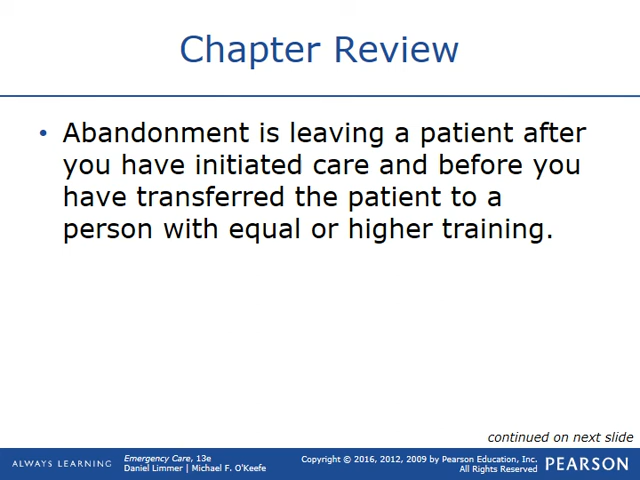 Chapter Review
• Abandonment is leaving a patient after
you have initiated care and before you
have transferred the patient to a
person with equal or higher training.
continued on next slide
ALWAYS LEARNING
Emergency Care, 13e
Daniel Limmer | Michael F. O'Keefe
Copyright © 2016, 2012, 2009 by Pearson Education, Inc.
All Rights Reserved
PEARSON